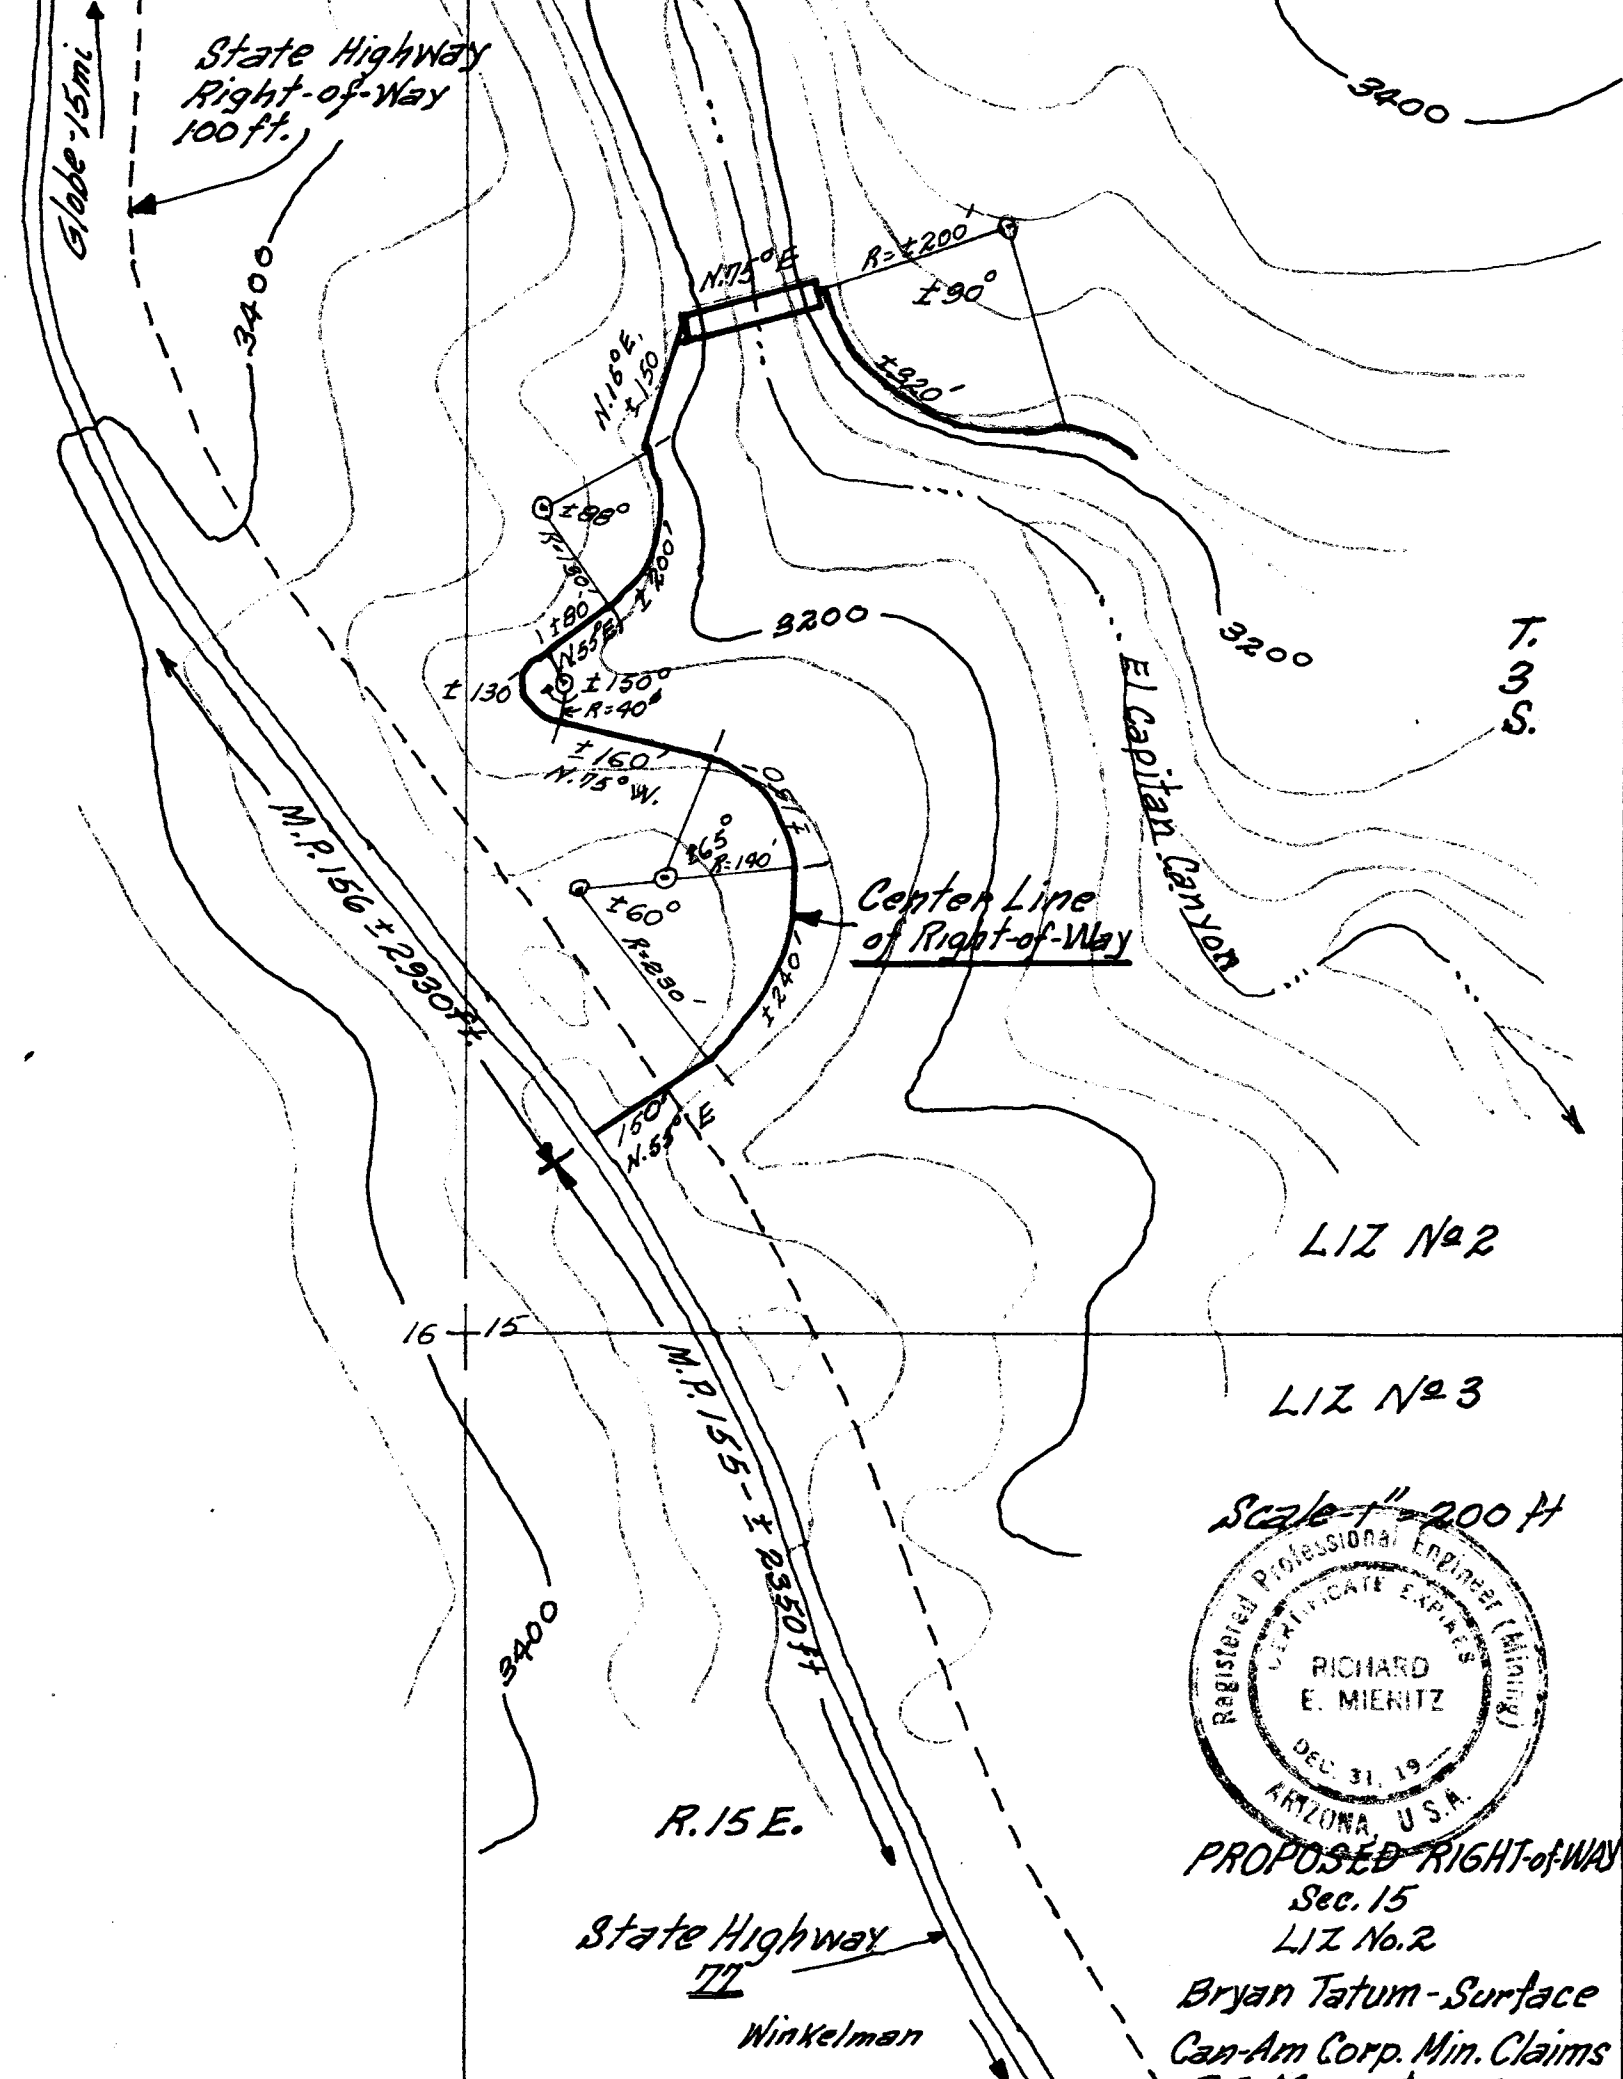 Globe-15mi
State Highway
Right-of-Way
100 ft.
3400
3400
N.75°E
R=±200'
±90°
±320'
N.16°E.
±150
±88°
R=130'
±200'
±80'
N.55°E
±130'
±150°
R=40'
±160'
N.75°W.
±150
±65°
R=140'
±60°
R=230'
±240'
150'
N.55°E
3200
3200
El Capitan Canyon
T.
3
S.
Center Line
of Right-of-Way
M.P. 156 ± 2930 ft.
LIZ No 2
16 15
M.P. 155 - ± 2350 ft
LIZ No 3
Scale-1"=200 ft
Registered Professional Engineer (Mining)
CERTIFICATE EXPIRES
RICHARD
E. MIERITZ
DEC. 31, 19
ARIZONA, U.S.A.
3400
R.15 E.
State Highway
77
Winkelman
PROPOSED RIGHT-of-WAY
Sec. 15
LIZ No.2
Bryan Tatum-Surface
Can-Am Corp. Min. Claims